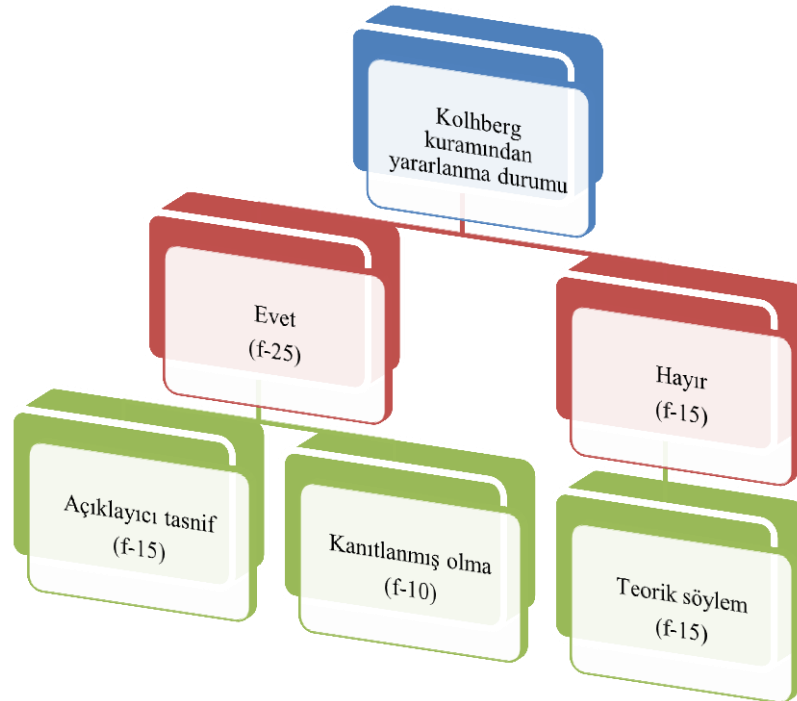 Kolhberg
kuramından
yararlanma durumu
Evet
(f-25)
Hayır
(f-15)
Açıklayıcı tasnif
(f-15)
Kanıtlanmış olma
(f-10)
Teorik söylem
(f-15)